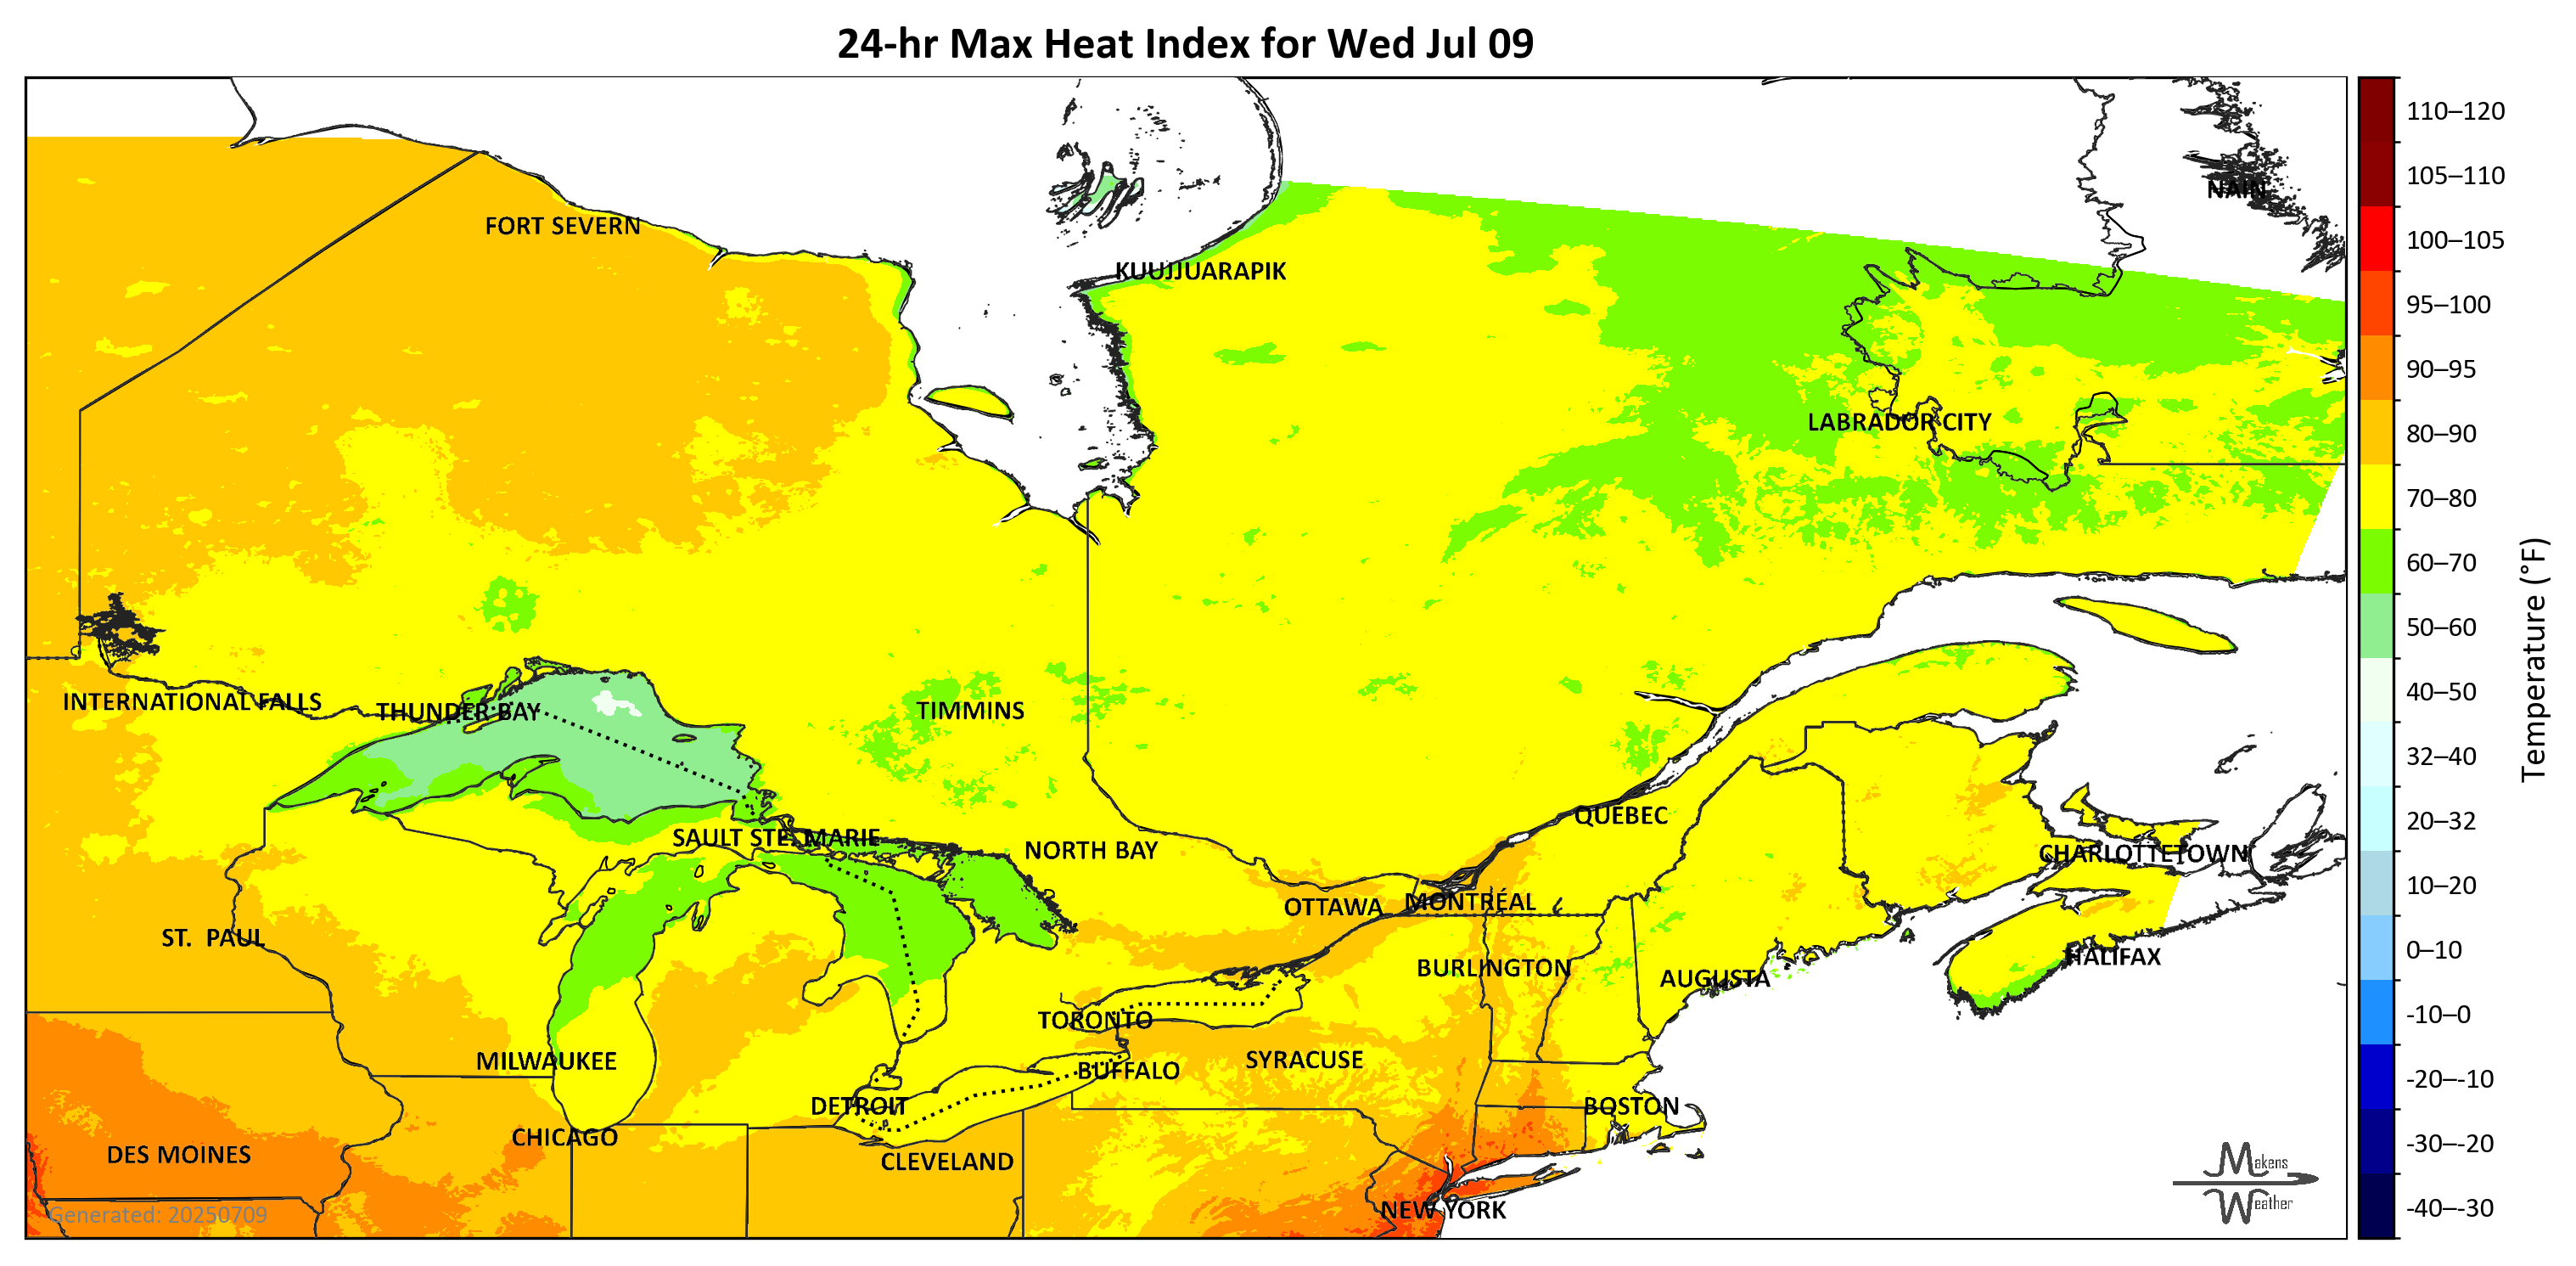 24-hr Max Heat Index for Wed Jul 09
NAIN
FORT SEVERN
KUUJJUARAPIK
LABRADOR CITY
INTERNATIONAL FALLS
THUNDER BAY
TIMMINS
QUÉBEC
SAULT STE. MARIE
NORTH BAY
CHARLOTTETOWN
OTTAWA
MONTRÉAL
ST. PAUL
HALIFAX
BURLINGTON
AUGUSTA
TORONTO
MILWAUKEE
SYRACUSE
BUFFALO
DETROIT
BOSTON
CHICAGO
DES MOINES
CLEVELAND
NEW YORK
Generated: 20250709
Makens
Weather
110–120
105–110
100–105
95–100
90–95
80–90
70–80
60–70
50–60
40–50
32–40
20–32
10–20
0–10
-10–0
-20–-10
-30–-20
-40–-30
Temperature (°F)